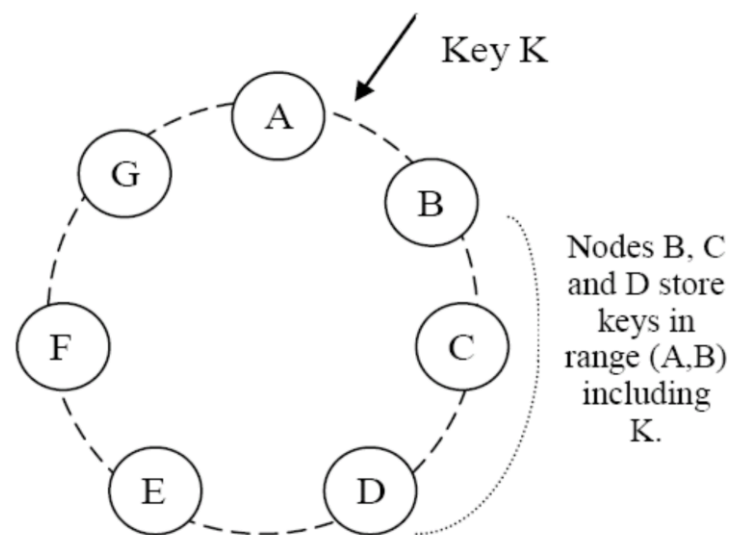 Key K
A
G
B
Nodes B, C
and D store
keys in
range (A,B)
including
K.
F
C
E
D